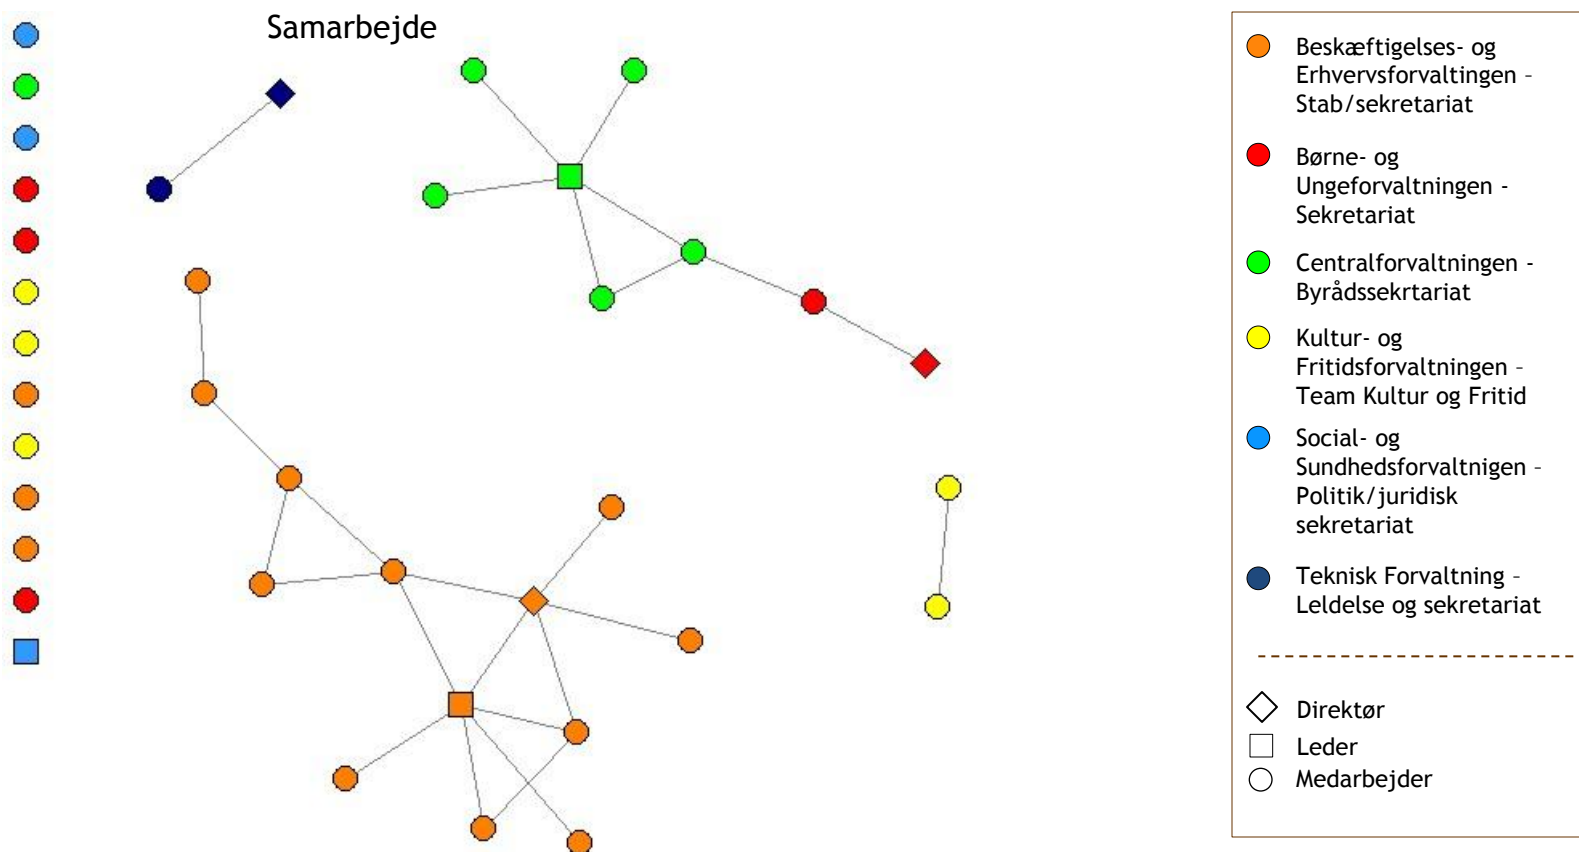 Samarbejde
Beskæftigelses- og
Erhvervsforvaltingen –
Stab/sekretariat
Børne- og
Ungeforvaltningen -
Sekretariat
Centralforvaltningen -
Byrådssekrtariat
Kultur- og
Fritidsforvaltningen –
Team Kultur og Fritid
Social- og
Sundhedsforvaltnigen –
Politik/juridisk
sekretariat
Teknisk Forvaltning –
Leldelse og sekretariat
Direktør
Leder
Medarbejder